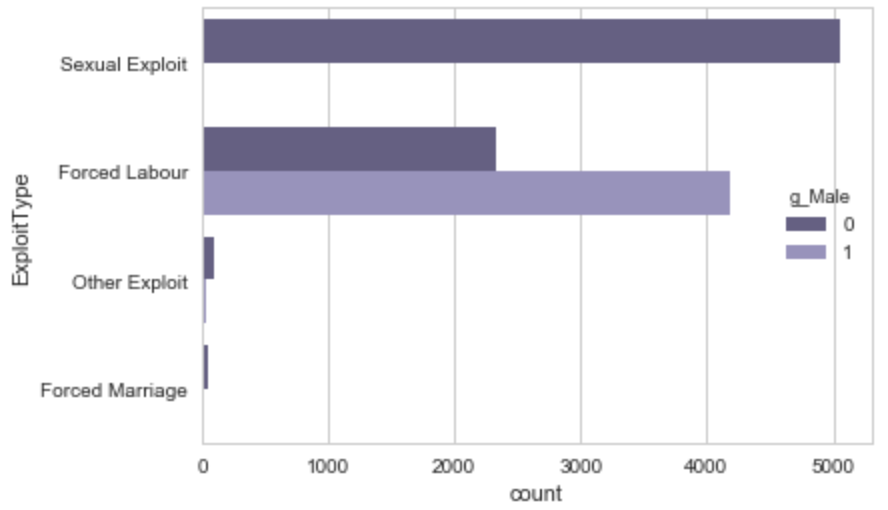 Sexual Exploit
Forced Labour
Other Exploit
Forced Marriage
ExploitType
g_Male
0
1
0 1000 2000 3000 4000 5000
count